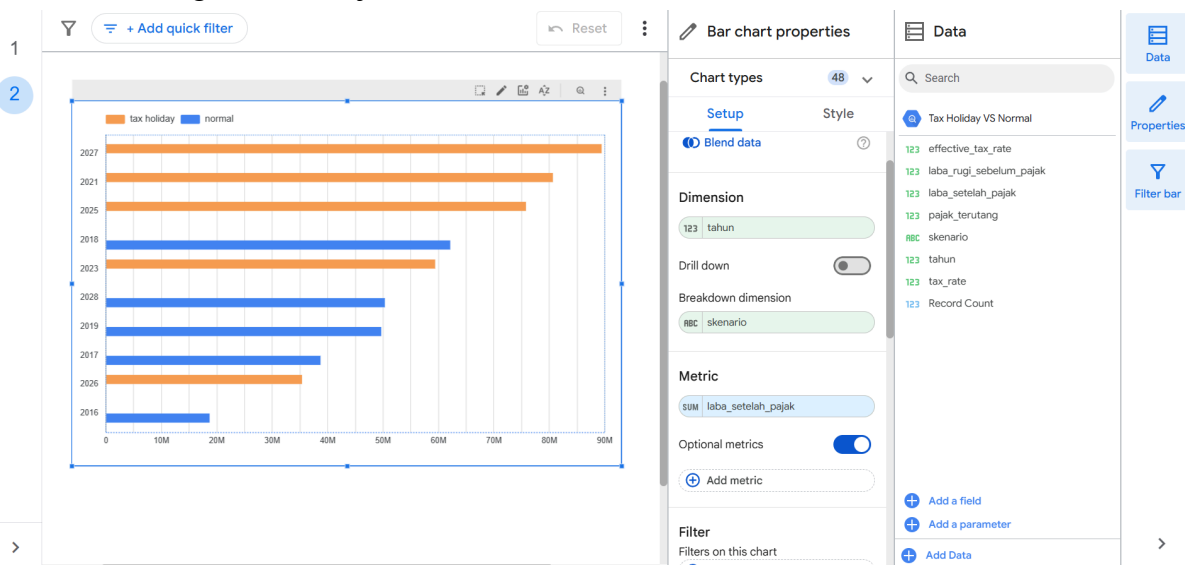 1
2
+ Add quick filter
Reset
tax holiday normal
2027
2021
2025
2018
2023
2028
2019
2017
2026
2016
0 10M 20M 30M 40M 50M 60M 70M 80M 90M
Bar chart properties
Chart types 48
Setup Style
Blend data
Dimension
123 tahun
Drill down
Breakdown dimension
ABC skenario
Metric
SUM laba_setelah_pajak
Optional metrics
Add metric
Filter
Filters on this chart
Data
Search
Tax Holiday VS Normal
123 effective_tax_rate
123 laba_rugi_sebelum_pajak
123 laba_setelah_pajak
123 pajak_terutang
ABC skenario
123 tahun
123 tax_rate
123 Record Count
Add a field
Add a parameter
Add Data
Data
Properties
Filter bar